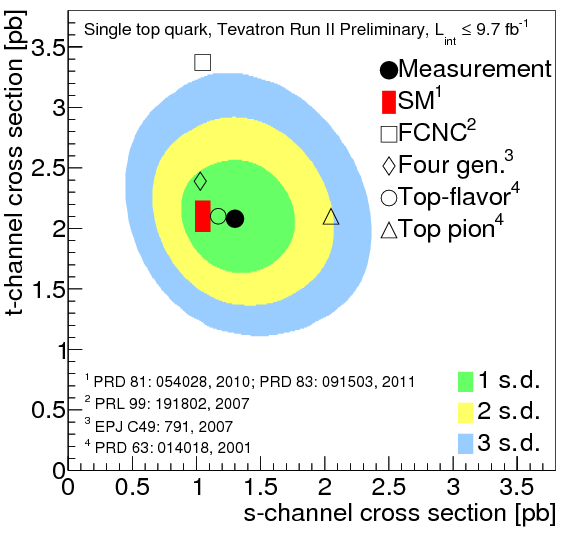 Single top quark, Tevatron Run II Preliminary, L_int ≤ 9.7 fb⁻¹
t-channel cross section [pb]
3.5
3
2.5
2
1.5
1
0.5
0
Measurement
SM¹
FCNC²
Four gen.³
Top-flavor⁴
Top pion⁴
¹ PRD 81: 054028, 2010; PRD 83: 091503, 2011
² PRL 99: 191802, 2007
³ EPJ C49: 791, 2007
⁴ PRD 63: 014018, 2001
1 s.d.
2 s.d.
3 s.d.
0 0.5 1 1.5 2 2.5 3 3.5
s-channel cross section [pb]